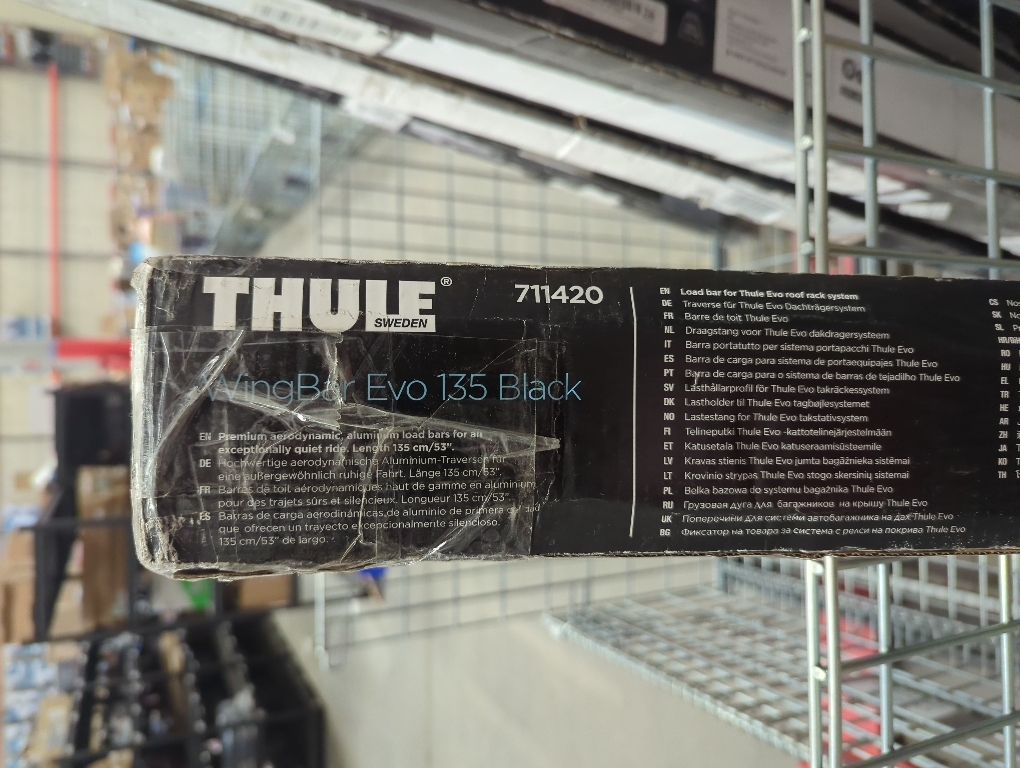 THULE®
SWEDEN
711420
WingBar Evo 135 Black
EN Premium aerodynamic, aluminum load bars for an
exceptionally quiet ride. Length 135 cm/53".
DE Hochwertige aerodynamische Aluminium-Traversen für
eine außergewöhnlich ruhige Fahrt. Länge 135 cm/53".
FR Barres de toit aérodynamiques haut de gamme en aluminium
pour des trajets sûrs et silencieux. Longueur 135 cm/53".
ES Barras de carga aerodinámicas de aluminio de primera calidad
que ofrecen un trayecto excepcionalmente silencioso.
135 cm/53" de largo.
EN Load bar for Thule Evo roof rack system
DE Traverse für Thule Evo Dachträgersystem
FR Barre de toit Thule Evo
NL Draagstang voor Thule Evo dakdragersysteem
IT Barra portatutto per sistema portapacchi Thule Evo
ES Barra de carga para sistema de portaequipajes Thule Evo
PT Barra de carga para o sistema de barras de tejadilho Thule Evo
SV Lasthållarprofil för Thule Evo takräckessystem
DK Lastholder til Thule Evo tagbøjlesystemet
NO Lastestang for Thule Evo takstativsystem
FI Telineputki Thule Evo -kattotelinejärjestelmään
ET Katusetala Thule Evo katuseraamisüsteemile
LV Kravas stienis Thule Evo jumta bagāžnieka sistēmai
LT Krovinio strypas Thule Evo stogo skersinių sistemai
PL Belka bazowa do systemu bagażnika Thule Evo
RU Грузовая дуга для багажников на крышу Thule Evo
UK Поперечини для системи автобагажника на дах Thule Evo
BG Фиксатор на товара за система с релси на покрива Thule Evo
CS Nos
SK No
SL Pr
RO
HU
EL
TR
HE
AR
ZH
JA
KO
TH